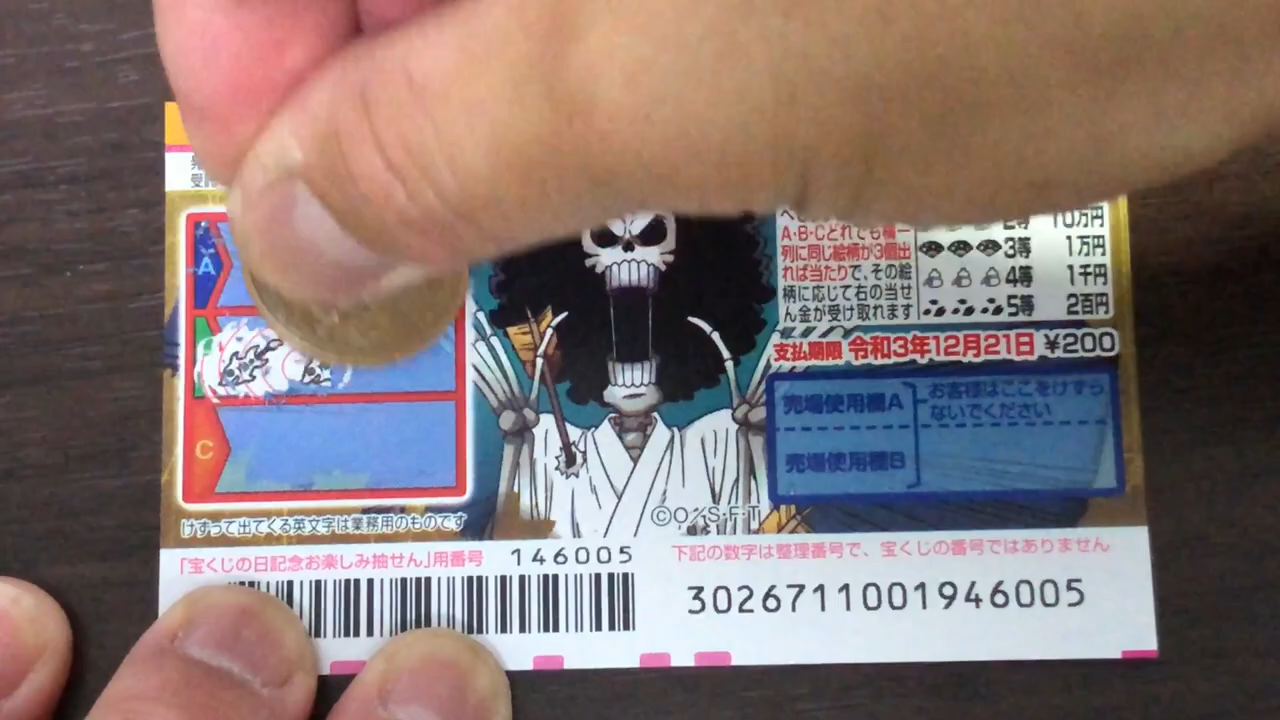 A・B・Cどれでも横一
列に同じ絵柄が3個出
れば当たりで、その絵
柄に応じて右の当せ
ん金が受け取れます
10万円
3等 1万円
4等 1千円
5等 2百円
支払期限 令和3年12月21日 ¥200
売場使用欄A
お客様はここをけずら
ないでください
売場使用欄B
A
C
けずって出てくる英文字は業務用のものです
©O/S・F・T
「宝くじの日記念お楽しみ抽せん」用番号 146005
下記の数字は整理番号で、宝くじの番号ではありません
3026711001946005